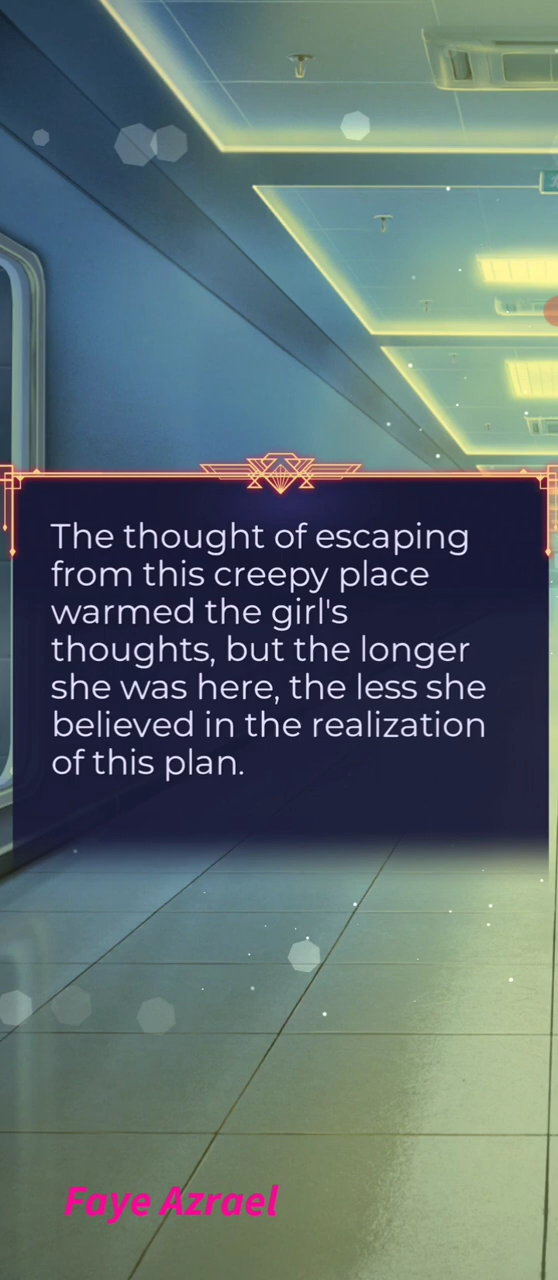 The thought of escaping
from this creepy place
warmed the girl's
thoughts, but the longer
she was here, the less she
believed in the realization
of this plan.
Faye Azrael